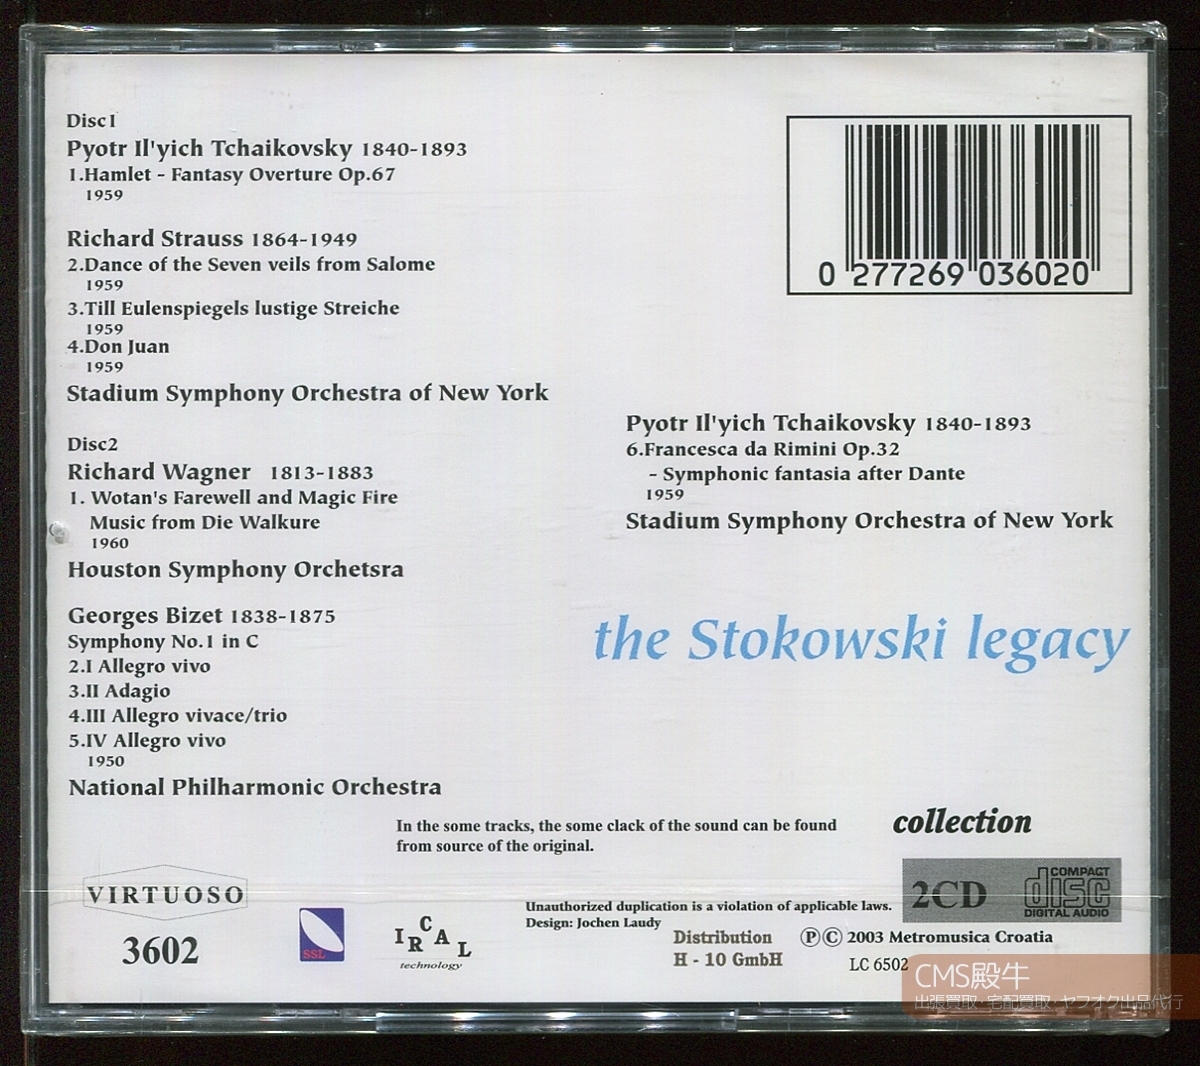 Disc1
Pyotr Il'yich Tchaikovsky 1840-1893
1.Hamlet - Fantasy Overture Op.67
1959
Richard Strauss 1864-1949
2.Dance of the Seven veils from Salome
1959
3.Till Eulenspiegels lustige Streiche
1959
4.Don Juan
1959
Stadium Symphony Orchestra of New York
Disc2
Richard Wagner 1813-1883
1. Wotan's Farewell and Magic Fire
Music from Die Walkure
1960
Houston Symphony Orchetsra
Georges Bizet 1838-1875
Symphony No.1 in C
2.I Allegro vivo
3.II Adagio
4.III Allegro vivace/trio
5.IV Allegro vivo
1950
National Philharmonic Orchestra
0 277269 036020
Pyotr Il'yich Tchaikovsky 1840-1893
6.Francesca da Rimini Op.32
- Symphonic fantasia after Dante
1959
Stadium Symphony Orchestra of New York
the Stokowski legacy
In the some tracks, the some clack of the sound can be found
from source of the original.
collection
2CD
COMPACT
disc
DIGITAL AUDIO
VIRTUOSO
3602
SSL
IRCAL
technology
Unauthorized duplication is a violation of applicable laws.
Design: Jochen Laudy
Distribution
H - 10 GmbH
Ⓟ© 2003 Metromusica Croatia
LC 6502
CMS殿牛
出張買取・宅配買取・ヤフオク出品代行